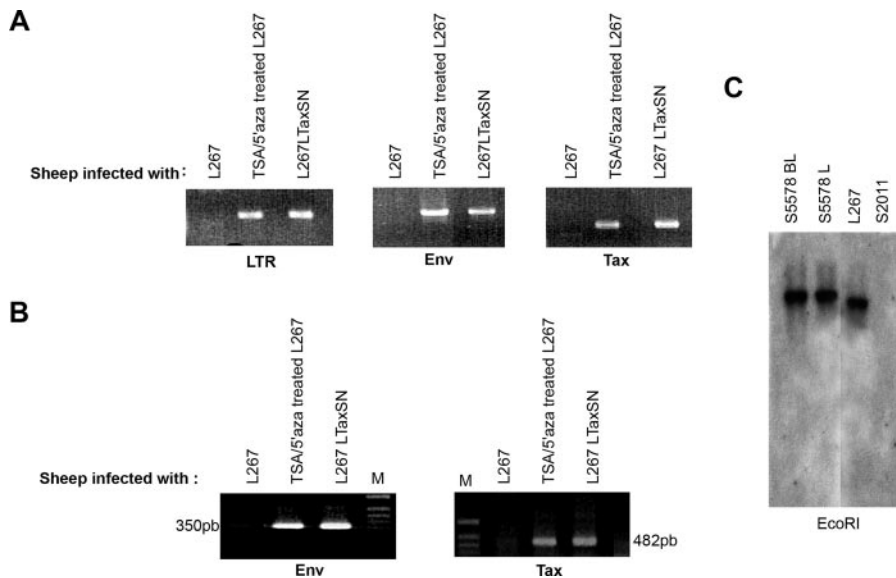 A
Sheep infected with:
L267
TSA/5'aza treated L267
L267LTaxSN
LTR
L267
TSA/5'aza treated L267
L267LTaxSN
Env
L267
TSA/5'aza treated L267
L267 LTaxSN
Tax
B
Sheep infected with :
L267
TSA/5'aza treated L267
L267 LTaxSN
M
350pb
Env
M
L267
TSA/5'aza treated L267
L267 LTaxSN
482pb
Tax
C
S5578 BL
S5578 L
L267
S2011
EcoRI